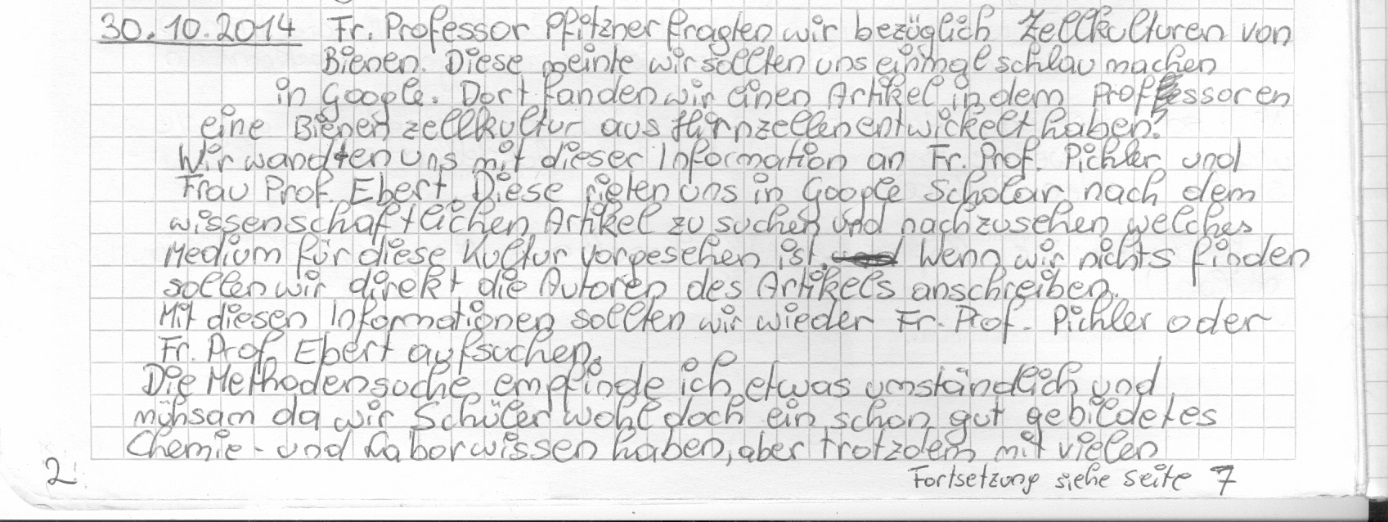 30.10.2014 Fr. Professor Pfitzner fragten wir bezüglich Zellkulturen von
Bienen. Diese meinte wir sollten uns einmal schlau machen
in Google. Dort fanden wir einen Artikel in dem Professoren
eine Bienenzellkultur aus Hirnzellen entwickelt haben.
Wir wandten uns mit dieser Information an Fr. Prof. Pichler und
Frau Prof. Ebert. Diese rieten uns in Google Scholar nach dem
wissenschaftlichen Artikel zu suchen und nachzusehen welches
Medium für diese Kultur vorgesehen ist. Wenn wir nichts finden
sollen wir direkt die Autoren des Artikels anschreiben.
Mit diesen Informationen sollten wir wieder Fr. Prof. Pichler oder
Fr. Prof. Ebert aufsuchen.
Die Methodensuche empfinde ich etwas umständlich und
mühsam da wir Schüler wohl doch ein schon gut gebildetes
Chemie- und Laborwissen haben, aber trotzdem mit vielen
2 Fortsetzung siehe Seite 7